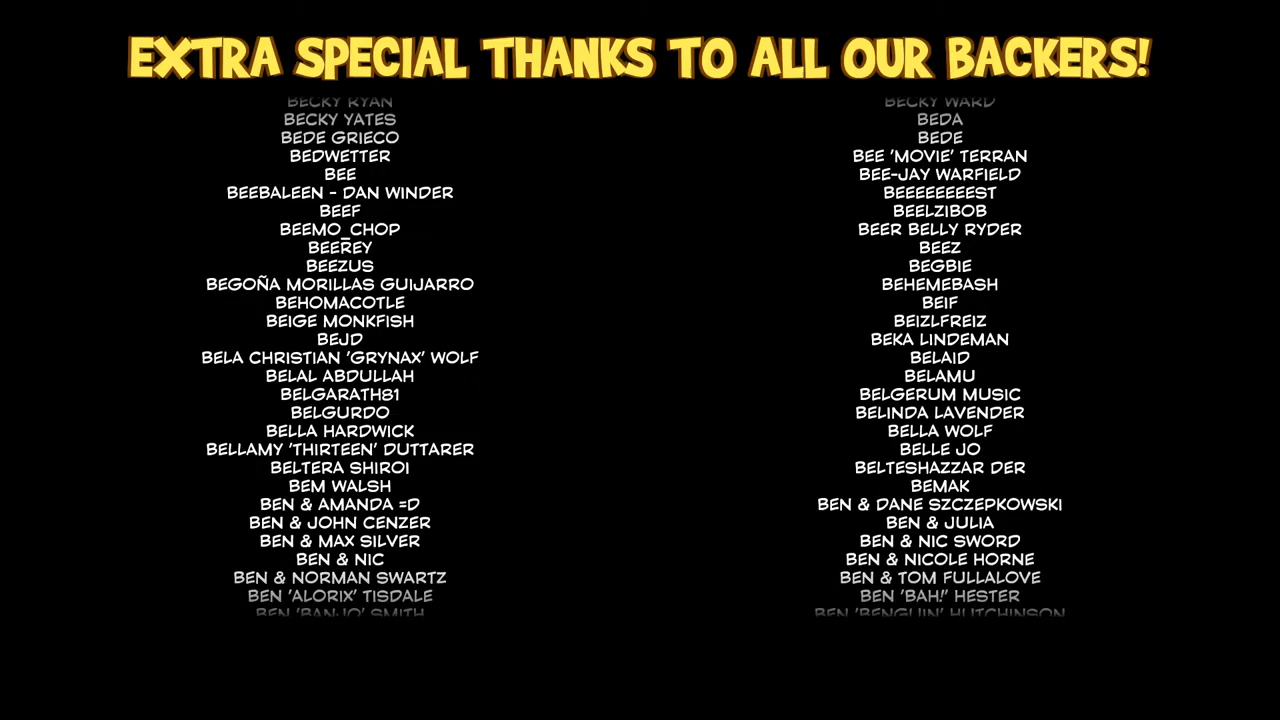 EXTRA SPECIAL THANKS TO ALL OUR BACKERS!
BECKY RYAN
BECKY YATES
BEDE GRIECO
BEDWETTER
BEE
BEEBALEEN - DAN WINDER
BEEF
BEEMO_CHOP
BEEREY
BEEZUS
BEGOÑA MORILLAS GUIJARRO
BEHOMACOTLE
BEIGE MONKFISH
BEJD
BELA CHRISTIAN 'GRYNAX' WOLF
BELAL ABDULLAH
BELGARATH81
BELGURDO
BELLA HARDWICK
BELLAMY 'THIRTEEN' DUTTARER
BELTERA SHIROI
BEM WALSH
BEN & AMANDA =D
BEN & JOHN CENZER
BEN & MAX SILVER
BEN & NIC
BEN & NORMAN SWARTZ
BEN 'ALORIX' TISDALE
BEN 'BANJO' SMITH
BECKY WARD
BEDA
BEDE
BEE 'MOVIE' TERRAN
BEE-JAY WARFIELD
BEEEEEEEEST
BEELZIBOB
BEER BELLY RYDER
BEEZ
BEGBIE
BEHEMEBASH
BEIF
BEIZLFREIZ
BEKA LINDEMAN
BELAID
BELAMU
BELGERUM MUSIC
BELINDA LAVENDER
BELLA WOLF
BELLE JO
BELTESHAZZAR DER
BEMAK
BEN & DANE SZCZEPKOWSKI
BEN & JULIA
BEN & NIC SWORD
BEN & NICOLE HORNE
BEN & TOM FULLALOVE
BEN 'BAH!' HESTER
BEN 'BENGUIN' HUTCHINSON